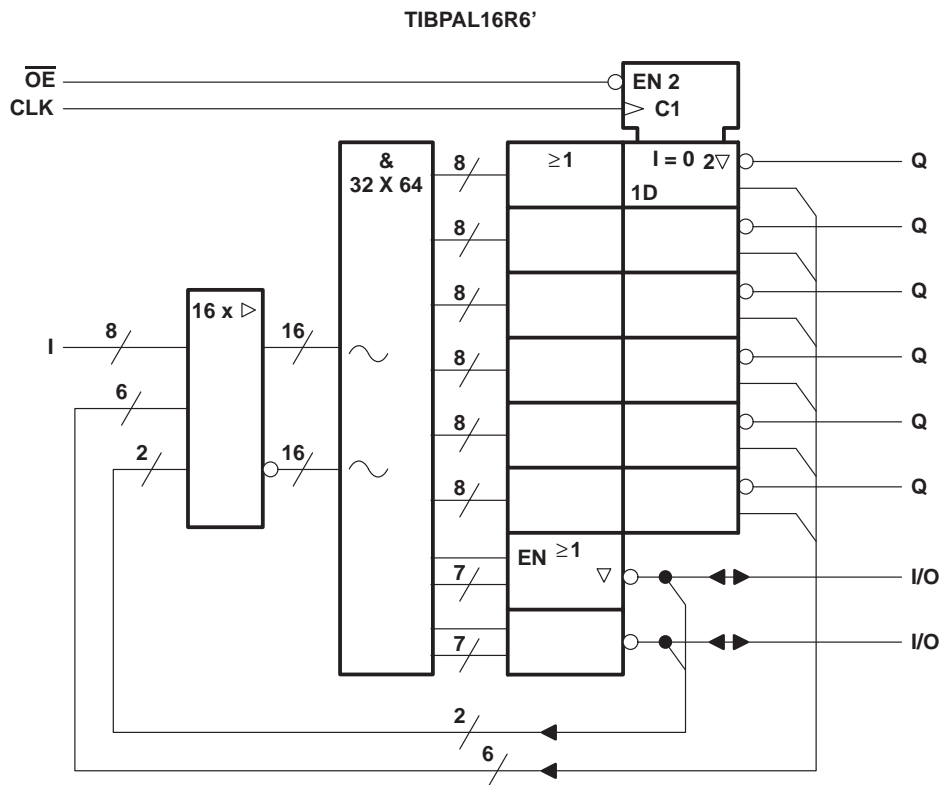 TIBPAL16R6’
OE
EN 2
CLK
C1
&
32 X 64
8
≥1
I = 0 2▽
Q
1D
8
Q
8
Q
16 x ▷
I
8
16
8
Q
6
8
Q
2
16
8
Q
EN ≥1
▽
7
I/O
7
I/O
2
6